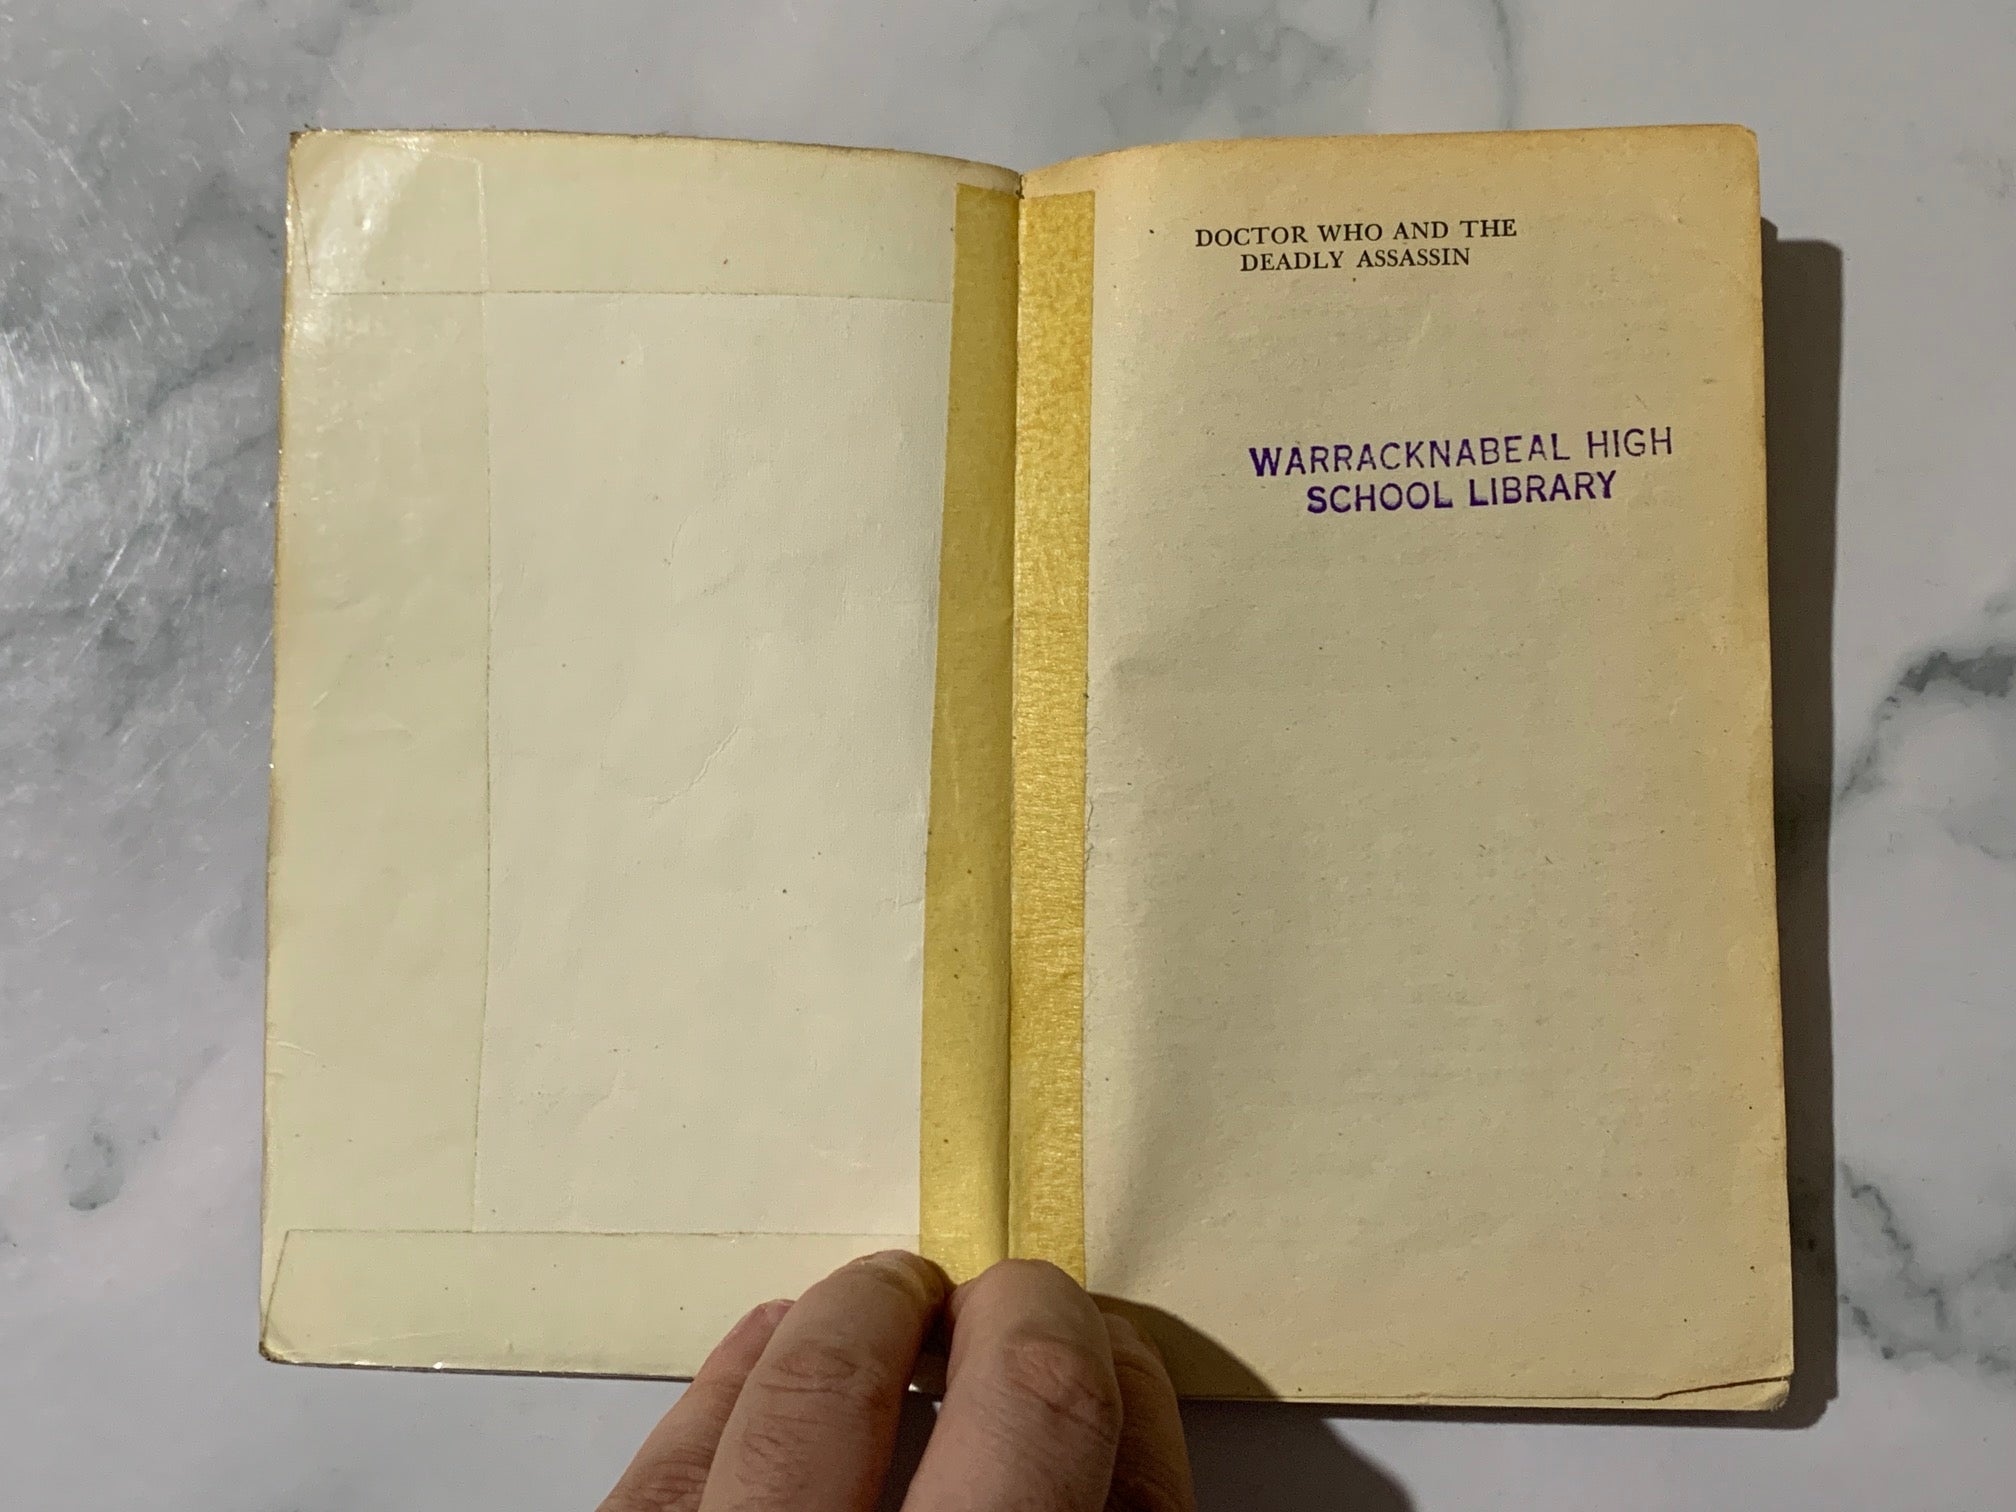 DOCTOR WHO AND THE
DEADLY ASSASSIN
WARRACKNABEAL HIGH
SCHOOL LIBRARY